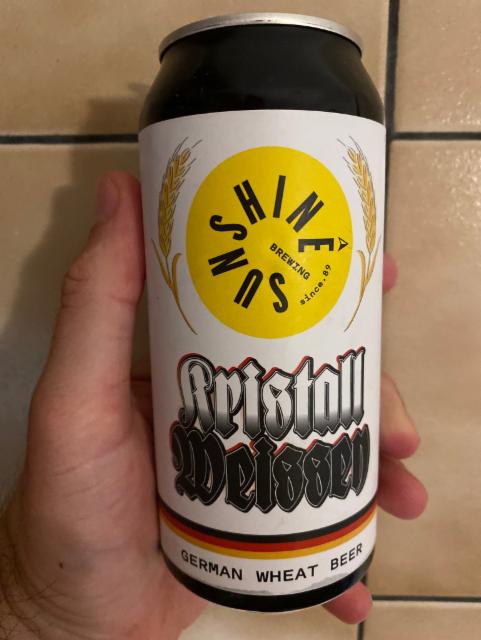 SUNSHINE
BREWING
since.89
Kristall
Weissen
GERMAN WHEAT BEER